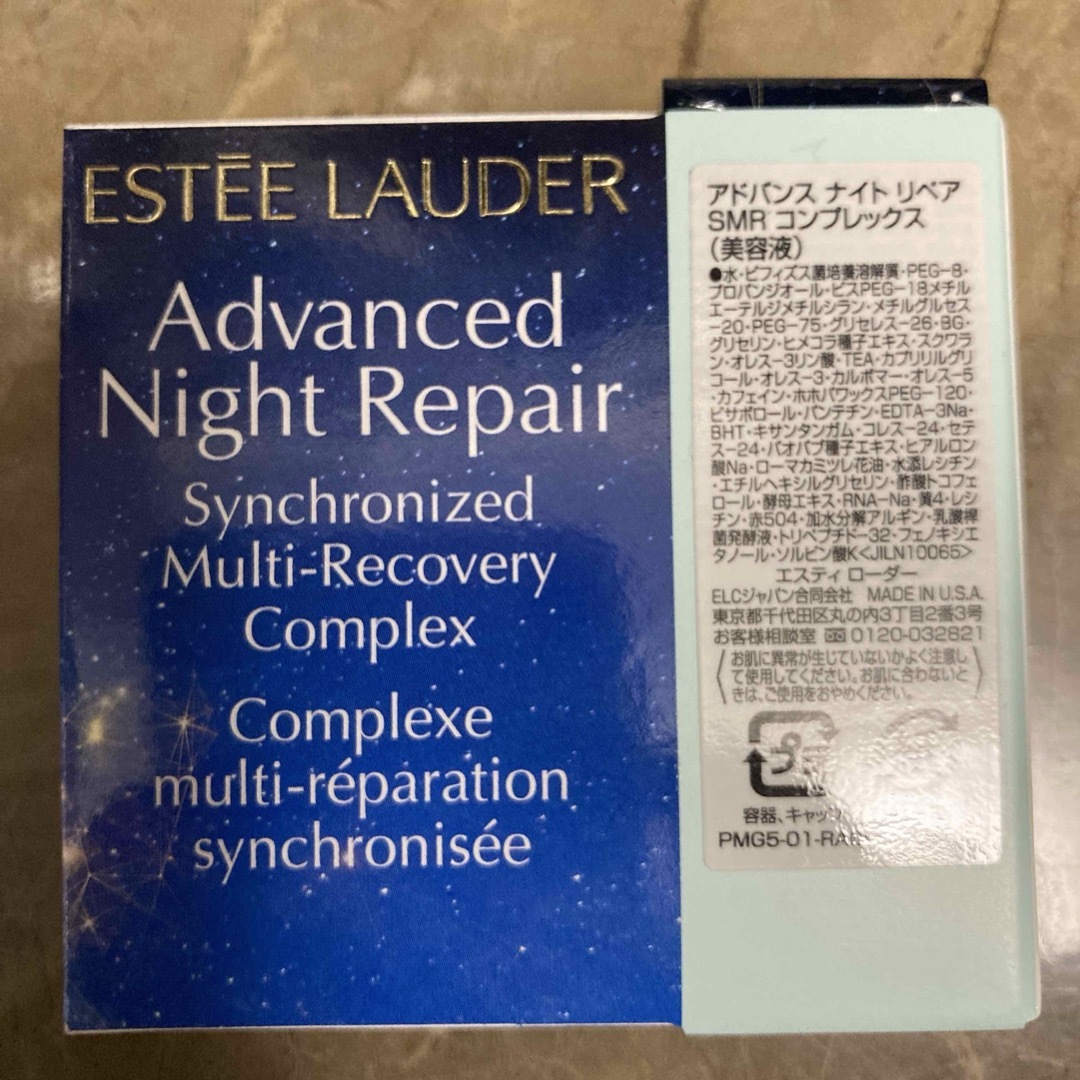 ESTĒE LAUDER
Advanced
Night Repair
Synchronized
Multi-Recovery
Complex
Complexe
multi-réparation
synchronisée
アドバンス ナイト リペア
SMR コンプレックス
(美容液)
●水・ビフィズス菌培養溶解質・PEG-8・
プロパンジオール・ビスPEG-18メチル
エーテルジメチルシラン・メチルグルセス
-20・PEG-75・グリセレス-26・BG・
グリセリン・ヒメコラ種子エキス・スクワラ
ン・オレス-3リン酸・TEA・カプリリルグリ
コール・オレス-3・カルボマー・オレス-5
・カフェイン・ホホバワックスPEG-120・
ビサボロール・パンテチン・EDTA-3Na・
BHT・キサンタンガム・コレス-24・セテ
ス-24・バオバブ種子エキス・ヒアルロン
酸Na・ローマカミツレ花油・水添レシチン
・エチルヘキシルグリセリン・酢酸トコフェ
ロール・酵母エキス・RNA-Na・黄4・レシ
チン・赤504・加水分解アルギン・乳酸桿
菌発酵液・トリペプチド-32・フェノキシエ
タノール・ソルビン酸K<JILN10065>
エスティ ローダー
ELCジャパン合同会社 MADE IN U.S.A.
東京都千代田区丸の内3丁目2番3号
お客様相談室 0120-032821
お肌に異常が生じていないかよく注意し
て使用してください。お肌に合わないと
きは、ご使用をおやめください。
プラ
容器、キャッ
PMG5-01-RA